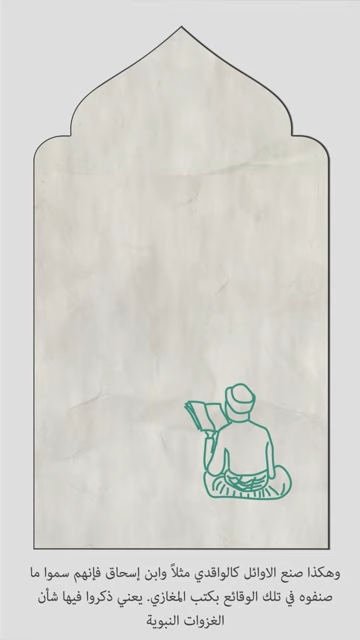 وهكذا صنع الاوائل كالواقدي مثلاً وابن إسحاق فإنهم سموا ما
صنفوه في تلك الوقائع بكتب المغازي. يعني ذكروا فيها شأن
الغزوات النبوية